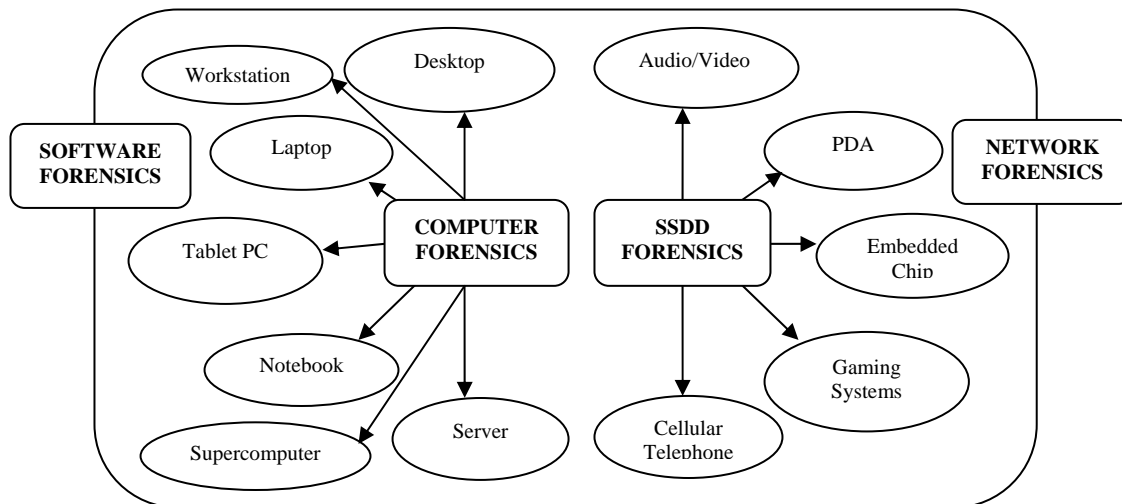 Desktop
Audio/Video
Workstation
SOFTWARE
FORENSICS
Laptop
PDA
NETWORK
FORENSICS
COMPUTER
FORENSICS
SSDD
FORENSICS
Tablet PC
Embedded
Chip
Notebook
Gaming
Systems
Supercomputer
Server
Cellular
Telephone